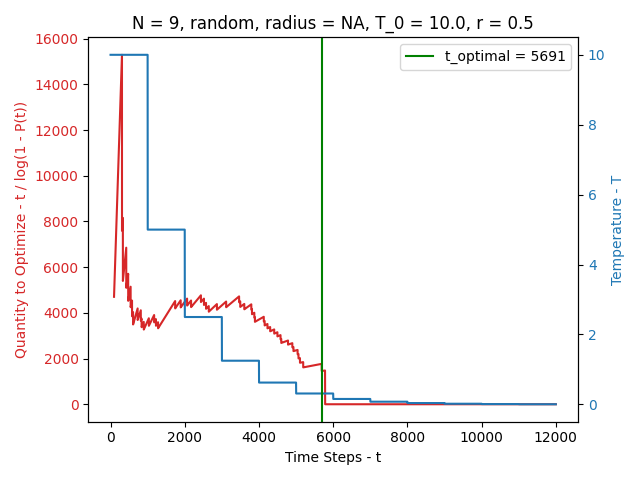 N = 9, random, radius = NA, T_0 = 10.0, r = 0.5
t_optimal = 5691
Quantity to Optimize - t / log(1 - P(t))
16000
14000
12000
10000
8000
6000
4000
2000
0
10
8
6
4
2
0
Temperature - T
0 2000 4000 6000 8000 10000 12000
Time Steps - t